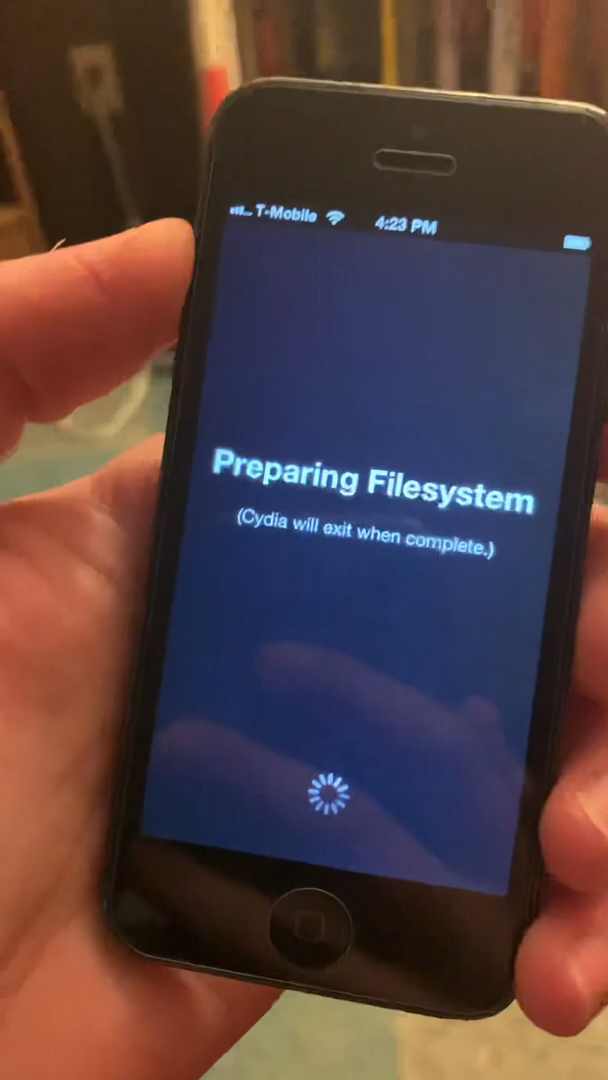 T-Mobile 4:23 PM
Preparing Filesystem
(Cydia will exit when complete.)